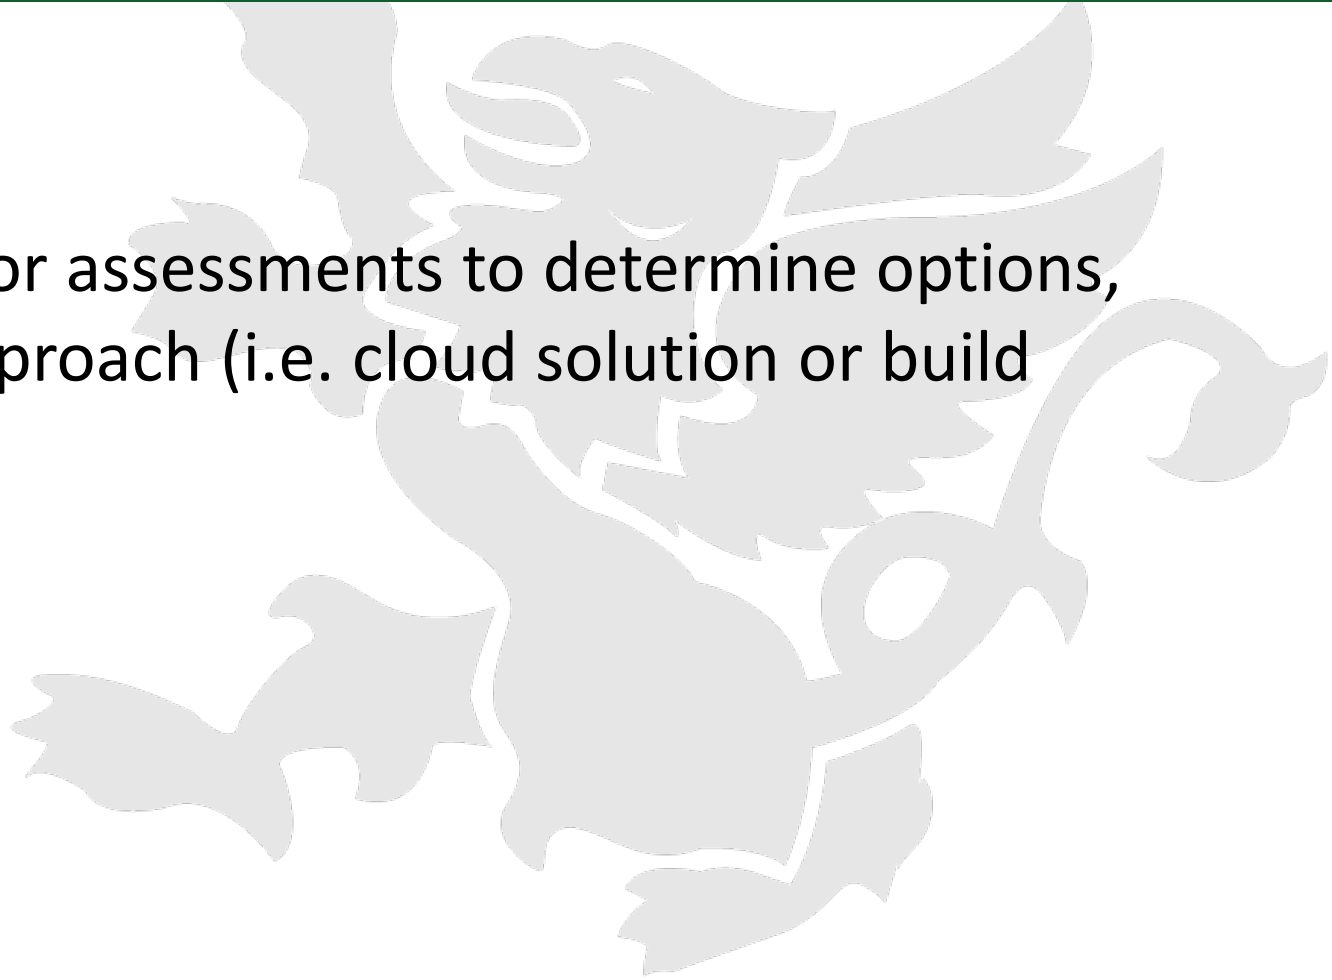 or assessments to determine options,
proach (i.e. cloud solution or build